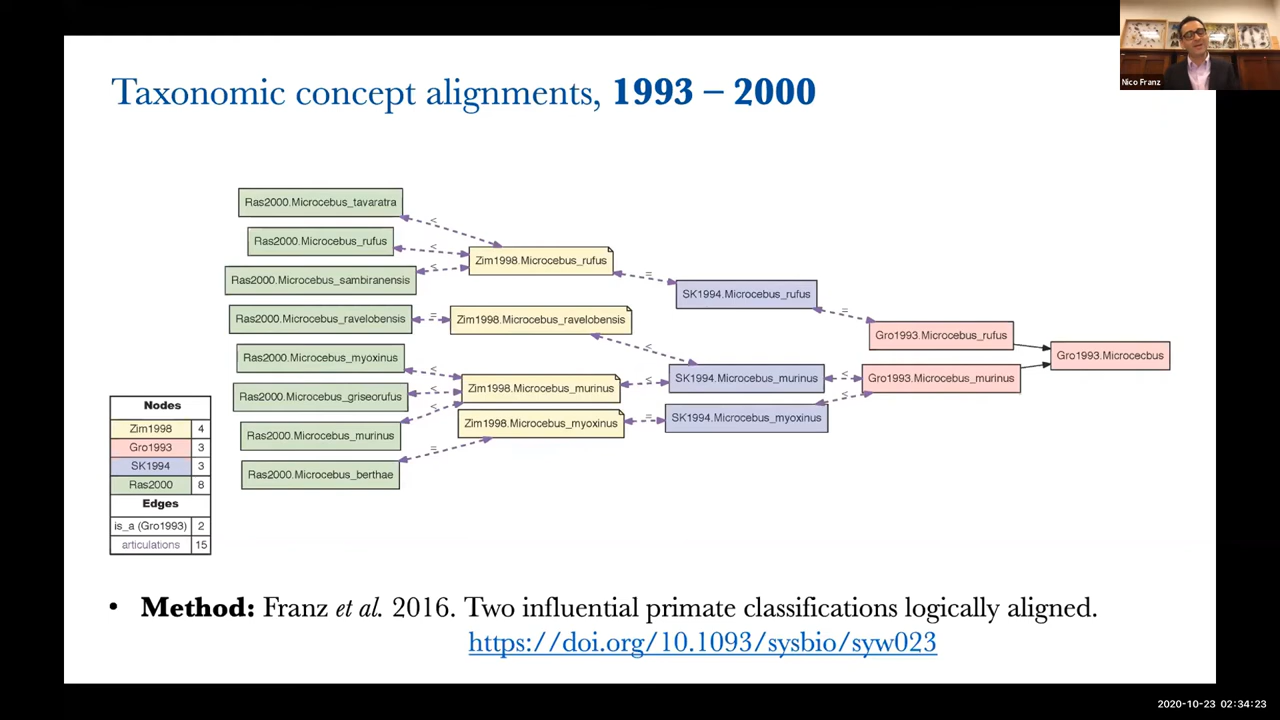 Nico Franz
Taxonomic concept alignments, 1993 – 2000
Ras2000.Microcebus_tavaratra
<
Ras2000.Microcebus_rufus
<
Zim1998.Microcebus_rufus
<
Ras2000.Microcebus_sambiranensis
=
SK1994.Microcebus_rufus
=
Ras2000.Microcebus_ravelobensis
=
Zim1998.Microcebus_ravelobensis
Gro1993.Microcebus_rufus
<
Gro1993.Microcecbus
Ras2000.Microcebus_myoxinus
<
SK1994.Microcebus_murinus
<
Gro1993.Microcebus_murinus
Zim1998.Microcebus_murinus
<
Ras2000.Microcebus_griseorufus
<
<
<
SK1994.Microcebus_myoxinus
Zim1998.Microcebus_myoxinus
=
Ras2000.Microcebus_murinus
=
Ras2000.Microcebus_berthae
Nodes
Zim1998 4
Gro1993 3
SK1994 3
Ras2000 8
Edges
is_a (Gro1993) 2
articulations 15
• Method: Franz et al. 2016. Two influential primate classifications logically aligned.
https://doi.org/10.1093/sysbio/syw023
2020-10-23 02:34:23